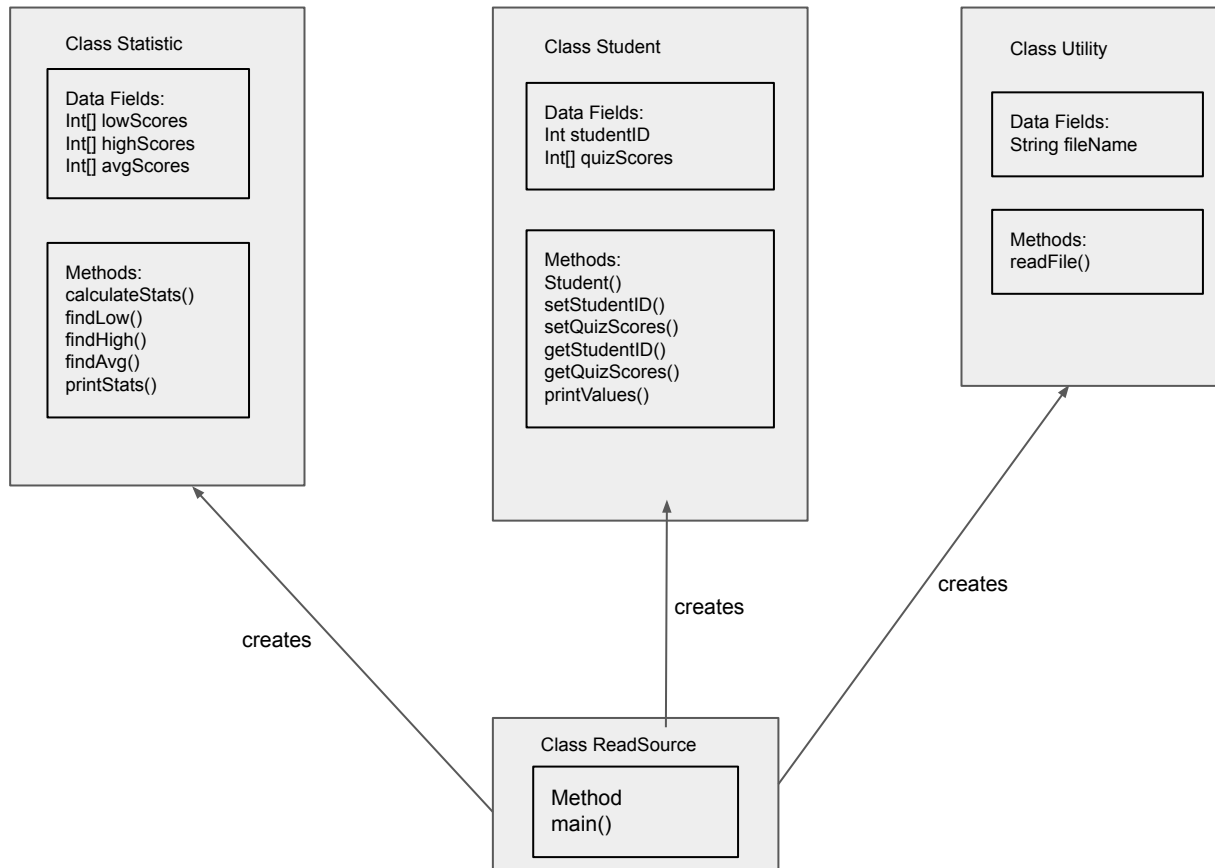 Class Statistic
Data Fields:
Int[] lowScores
Int[] highScores
Int[] avgScores
Methods:
calculateStats()
findLow()
findHigh()
findAvg()
printStats()
Class Student
Data Fields:
Int studentID
Int[] quizScores
Methods:
Student()
setStudentID()
setQuizScores()
getStudentID()
getQuizScores()
printValues()
Class Utility
Data Fields:
String fileName
Methods:
readFile()
creates
creates
creates
Class ReadSource
Method
main()